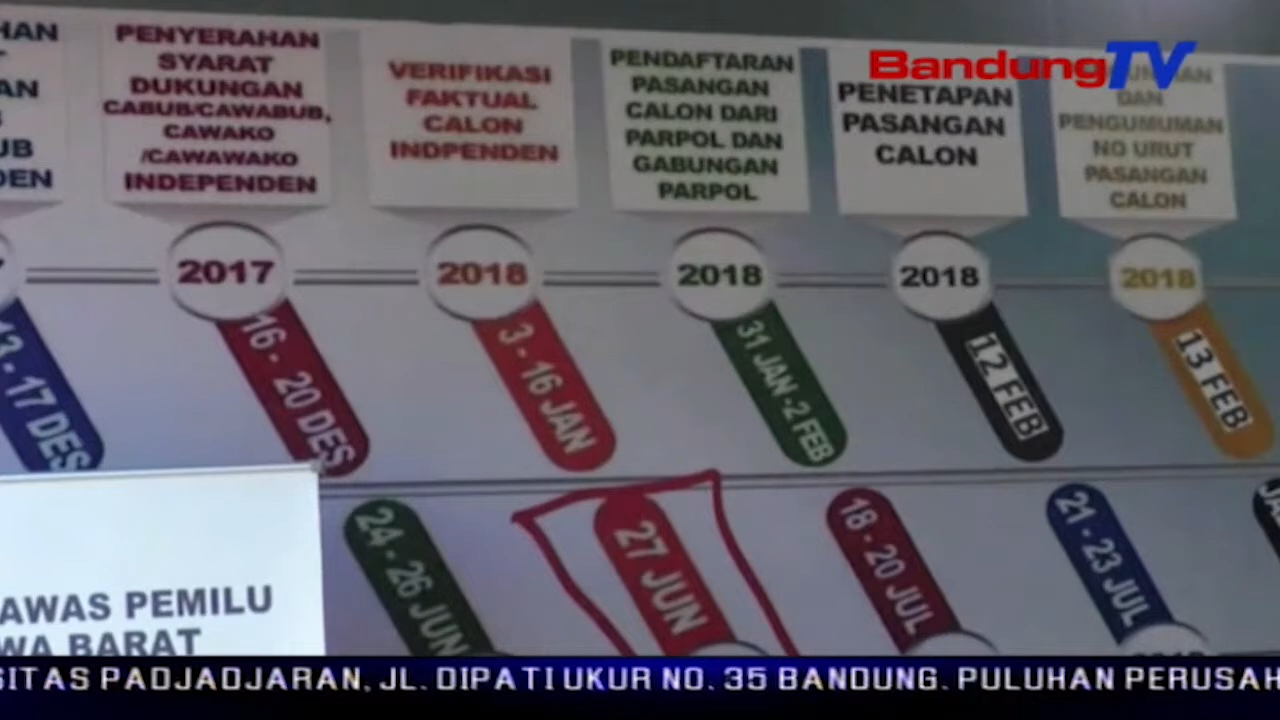 BandungTV
PENYERAHAN
SYARAT
DUKUNGAN
CABUB/CAWABUB,
CAWAKO
/CAWAWAKO
INDEPENDEN
VERIFIKASI
FAKTUAL
CALON
INDPENDEN
PENDAFTARAN
PASANGAN
CALON DARI
PARPOL DAN
GABUNGAN
PARPOL
PENETAPAN
PASANGAN
CALON
DAN
PENGUMUMAN
NO URUT
PASANGAN
CALON
2017
2018
2018
2018
2018
13 - 17 DES
16 - 20 DES
3 - 16 JAN
31 JAN -2 FEB
12 FEB
13 FEB
24 - 26 JUN
27 JUN
18 - 20 JUL
21 - 23 JUL
AWAS PEMILU
WA BARAT
SITAS PADJADJARAN, JL. DIPATI UKUR NO. 35 BANDUNG. PULUHAN PERUSAH